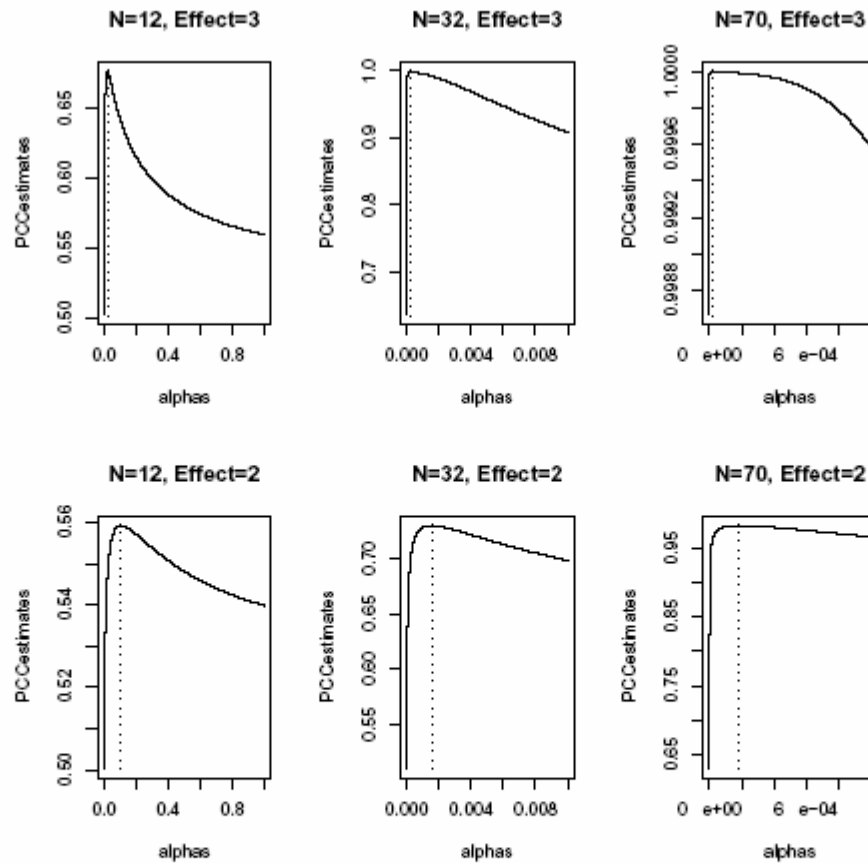 N=12, Effect=3 N=32, Effect=3 N=70, Effect=3
PCCestimates
0.50 0.55 0.60 0.65
0.0 0.4 0.8
alphas
PCCestimates
0.7 0.8 0.9 1.0
0.000 0.004 0.008
alphas
PCCestimates
0.9988 0.9992 0.9996 1.0000
0 e+00 6 e−04
alphas
N=12, Effect=2 N=32, Effect=2 N=70, Effect=2
PCCestimates
0.50 0.52 0.54 0.56
0.0 0.4 0.8
alphas
PCCestimates
0.55 0.60 0.65 0.70
0.000 0.004 0.008
alphas
PCCestimates
0.65 0.75 0.85 0.95
0 e+00 6 e−04
alphas